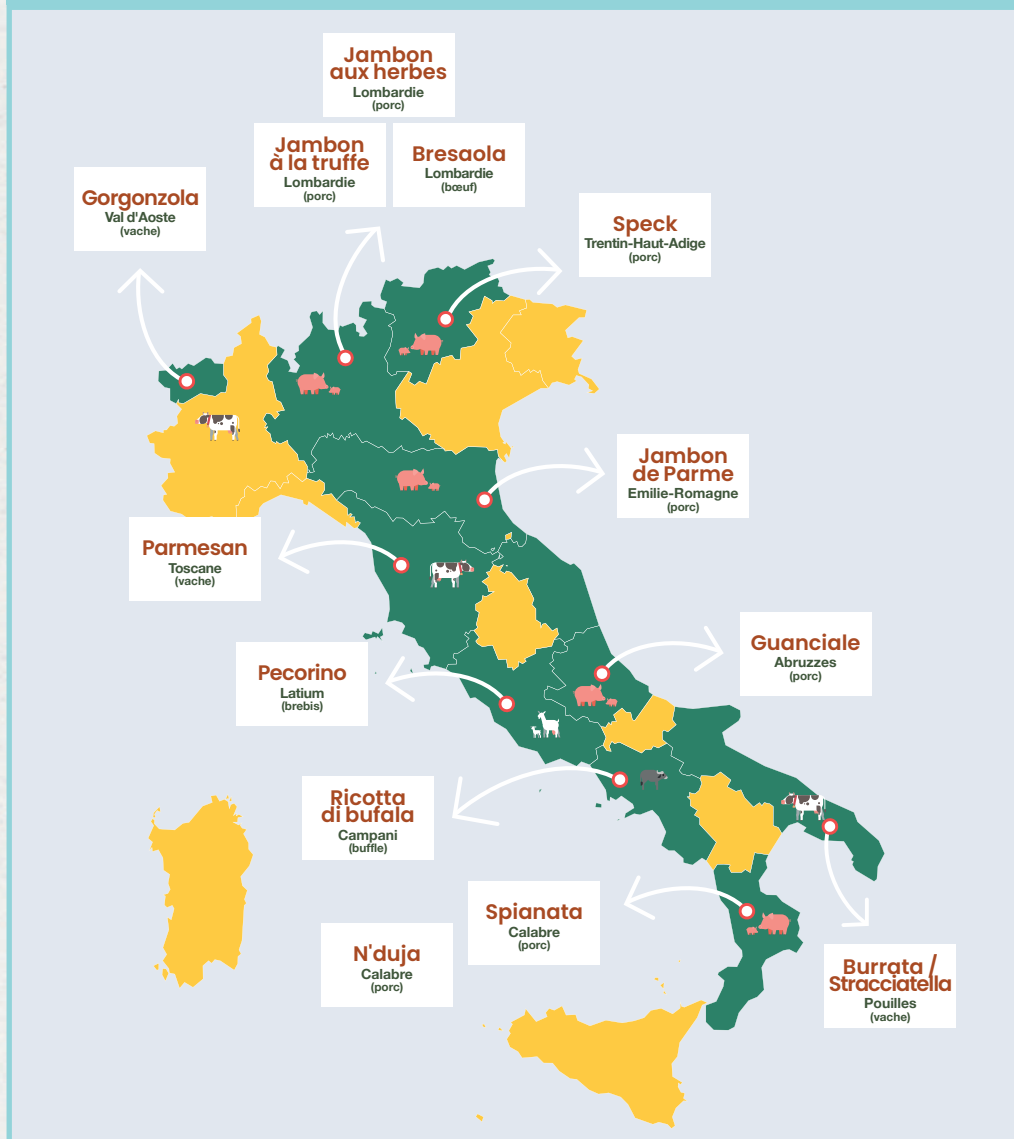 Jambon
aux herbes
Lombardie
(porc)
Jambon
à la truffe
Lombardie
(porc)
Bresaola
Lombardie
(bœuf)
Gorgonzola
Val d'Aoste
(vache)
Speck
Trentin-Haut-Adige
(porc)
Jambon
de Parme
Emilie-Romagne
(porc)
Parmesan
Toscane
(vache)
Guanciale
Abruzzes
(porc)
Pecorino
Latium
(brebis)
Ricotta
di bufala
Campani
(buffle)
Spianata
Calabre
(porc)
N'duja
Calabre
(porc)
Burrata /
Stracciatella
Pouilles
(vache)